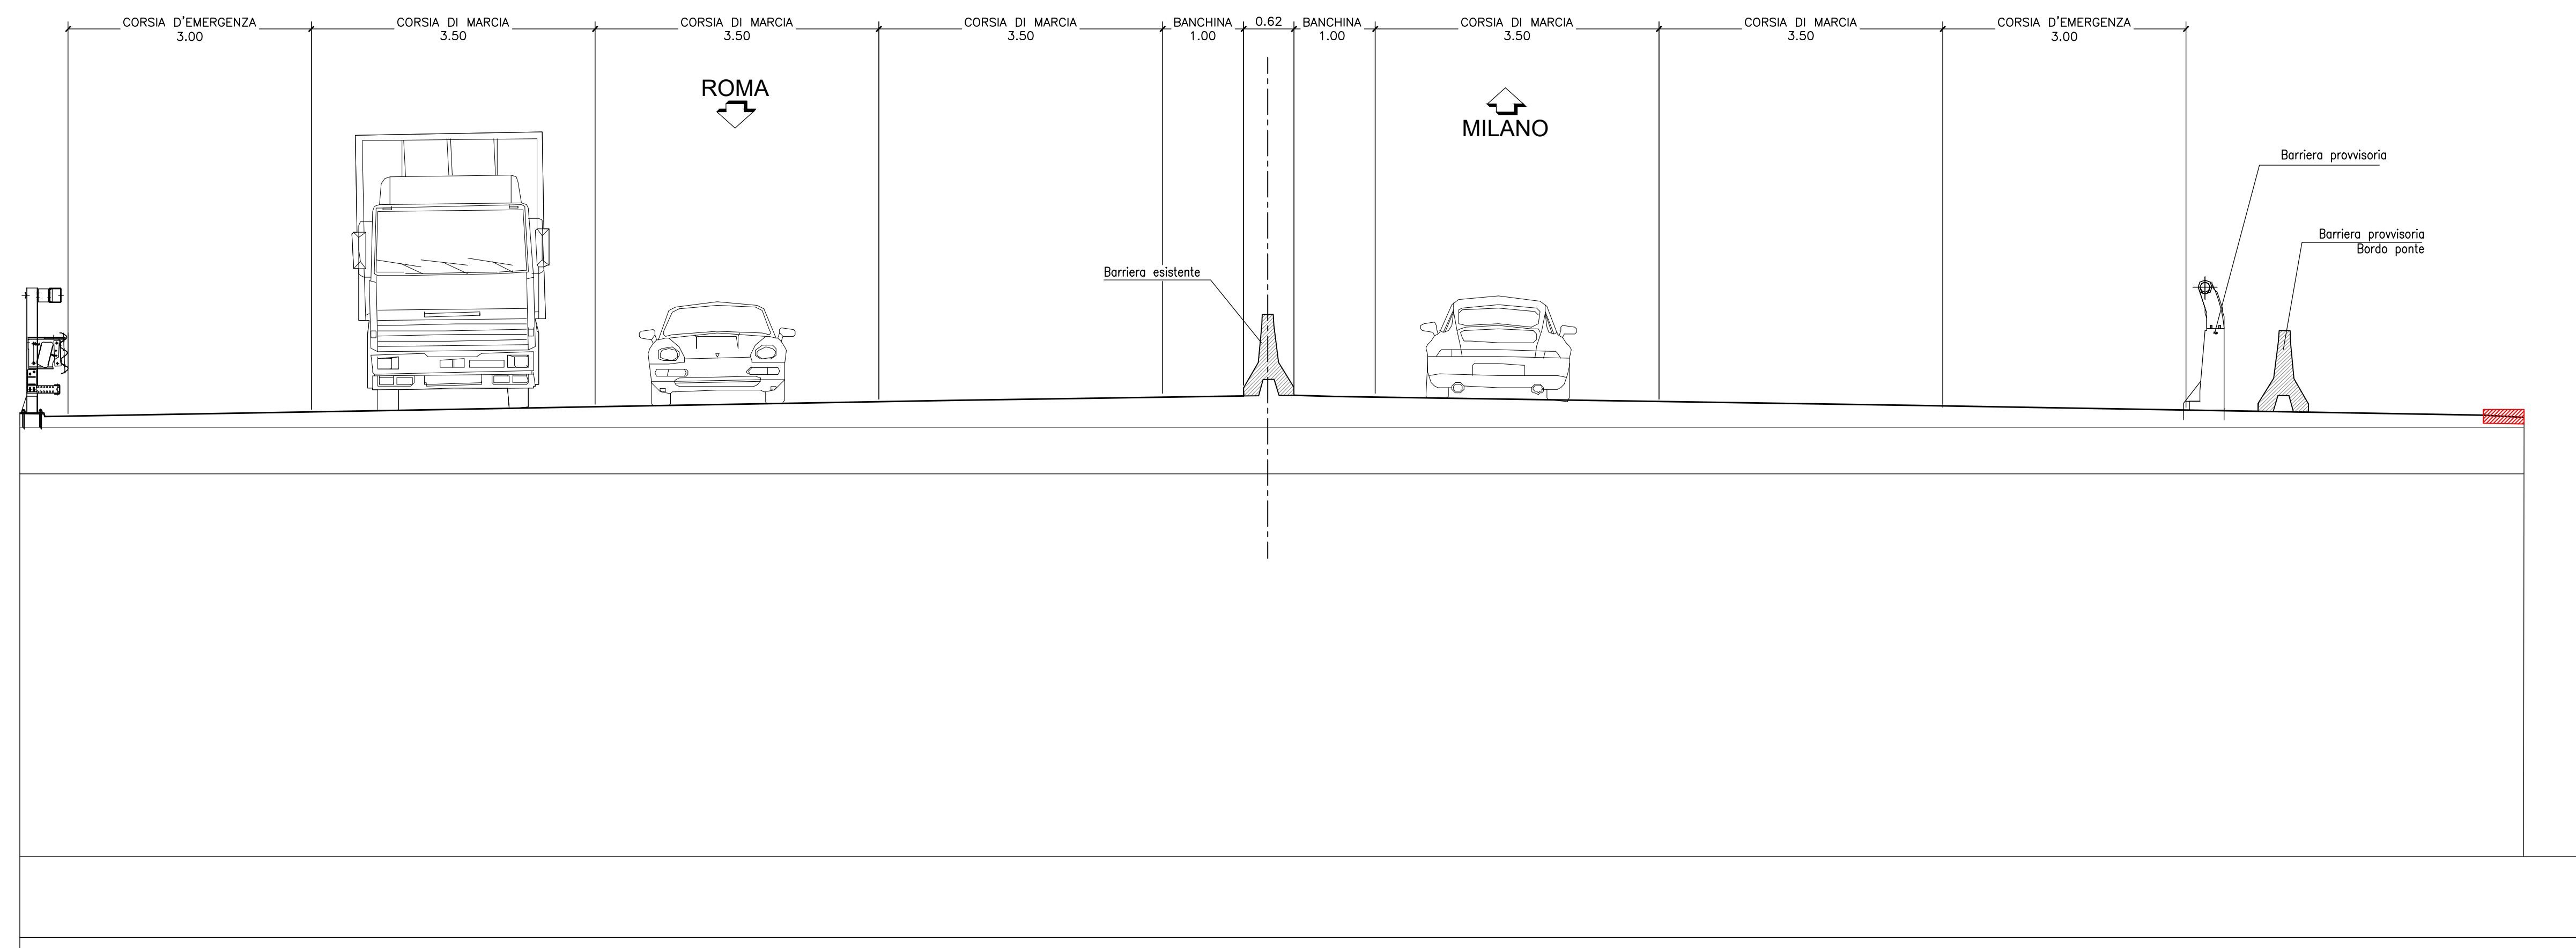 CORSIA D'EMERGENZA
3.00
CORSIA DI MARCIA
3.50
CORSIA DI MARCIA
3.50
CORSIA DI MARCIA
3.50
BANCHINA
1.00
0.62
BANCHINA
1.00
CORSIA DI MARCIA
3.50
CORSIA DI MARCIA
3.50
CORSIA D'EMERGENZA
3.00
ROMA
MILANO
Barriera provvisoria
Barriera provvisoria
Bordo ponte
Barriera esistente